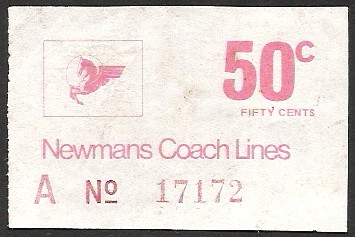 50c
FIFTY CENTS
Newmans Coach Lines
A No 17172